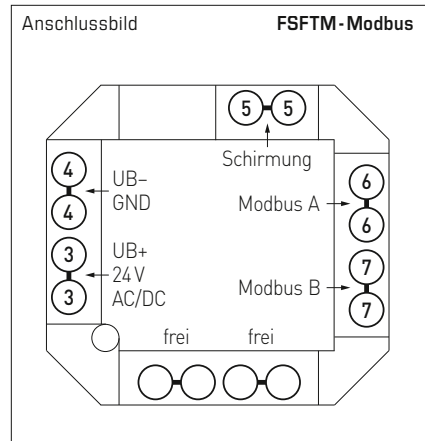 Anschlussbild FSFTM-Modbus
5 5
Schirmung
4
4
UB–
GND
3
3
UB+
24 V
AC/DC
Modbus A
6
6
Modbus B
7
7
frei frei